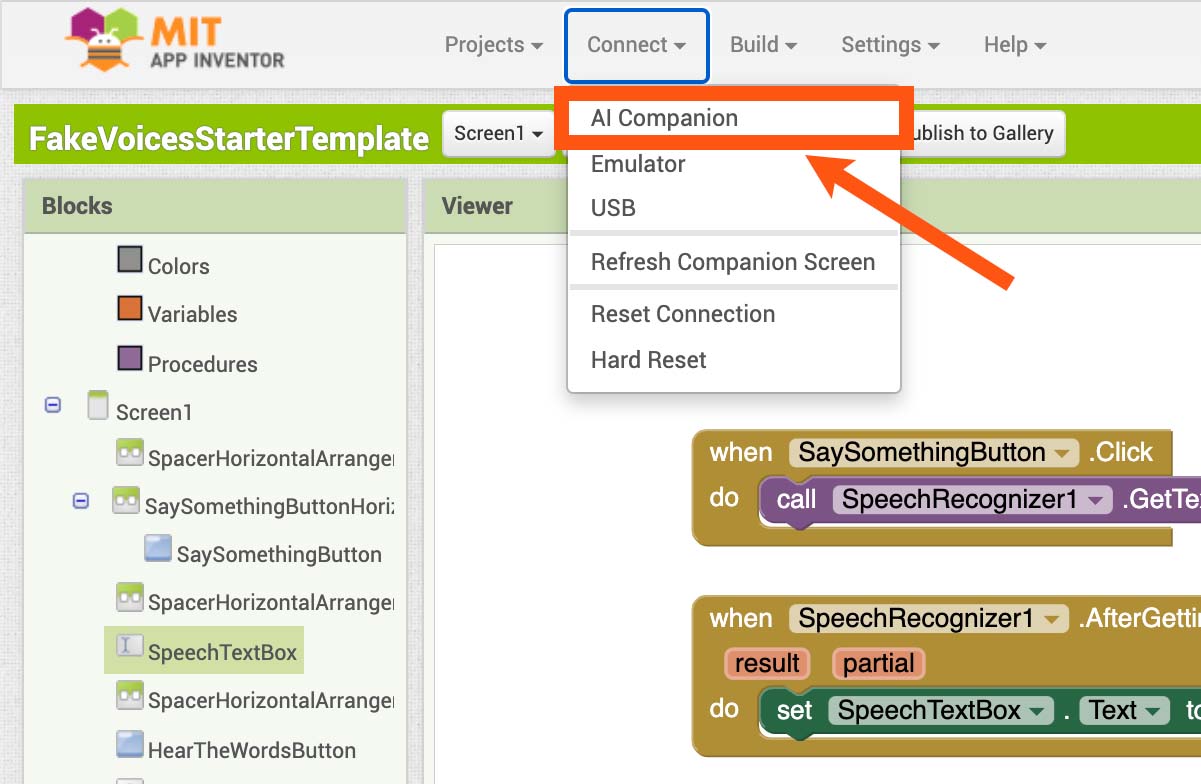 MIT
APP INVENTOR
Projects
Connect
Build
Settings
Help
FakeVoicesStarterTemplate
Screen1
AI Companion
Emulator
USB
Refresh Companion Screen
Reset Connection
Hard Reset
ublish to Gallery
Blocks
Viewer
Colors
Variables
Procedures
Screen1
SpacerHorizontalArranger
SaySomethingButtonHoriz
SaySomethingButton
SpacerHorizontalArranger
SpeechTextBox
SpacerHorizontalArranger
HearTheWordsButton
when SaySomethingButton .Click
do call SpeechRecognizer1 .GetTe
when SpeechRecognizer1 .AfterGettin
result partial
do set SpeechTextBox . Text to